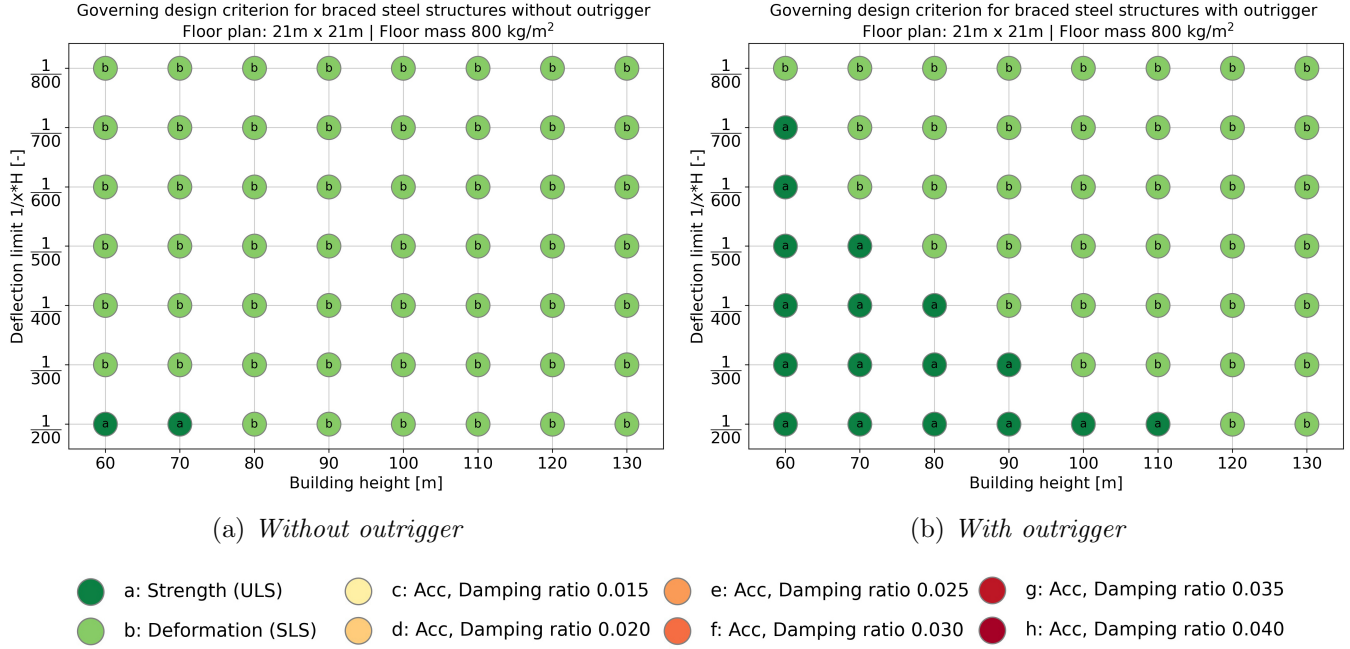 Governing design criterion for braced steel structures without outrigger
Floor plan: 21m x 21m | Floor mass 800 kg/m²
Deflection limit 1/x*H [-]
1/800 b b b b b b b b
1/700 b b b b b b b b
1/600 b b b b b b b b
1/500 b b b b b b b b
1/400 b b b b b b b b
1/300 b b b b b b b b
1/200 a a b b b b b b
60 70 80 90 100 110 120 130
Building height [m]
(a) Without outrigger
Governing design criterion for braced steel structures with outrigger
Floor plan: 21m x 21m | Floor mass 800 kg/m²
Deflection limit 1/x*H [-]
1/800 b b b b b b b b
1/700 a b b b b b b b
1/600 a b b b b b b b
1/500 a a b b b b b b
1/400 a a a b b b b b
1/300 a a a a b b b b
1/200 a a a a a a b b
60 70 80 90 100 110 120 130
Building height [m]
(b) With outrigger
a: Strength (ULS)
b: Deformation (SLS)
c: Acc, Damping ratio 0.015
d: Acc, Damping ratio 0.020
e: Acc, Damping ratio 0.025
f: Acc, Damping ratio 0.030
g: Acc, Damping ratio 0.035
h: Acc, Damping ratio 0.040